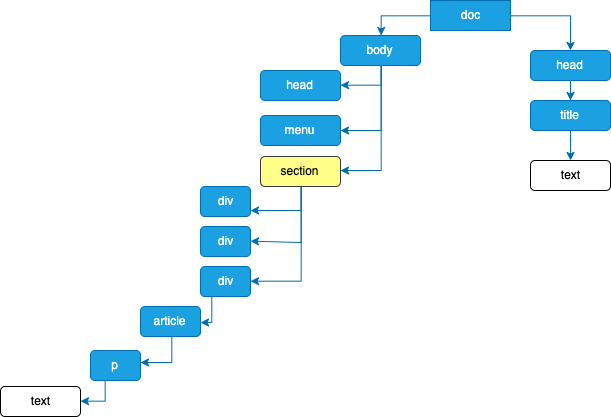 doc
body
head
head
menu
title
section
text
div
div
div
article
p
text